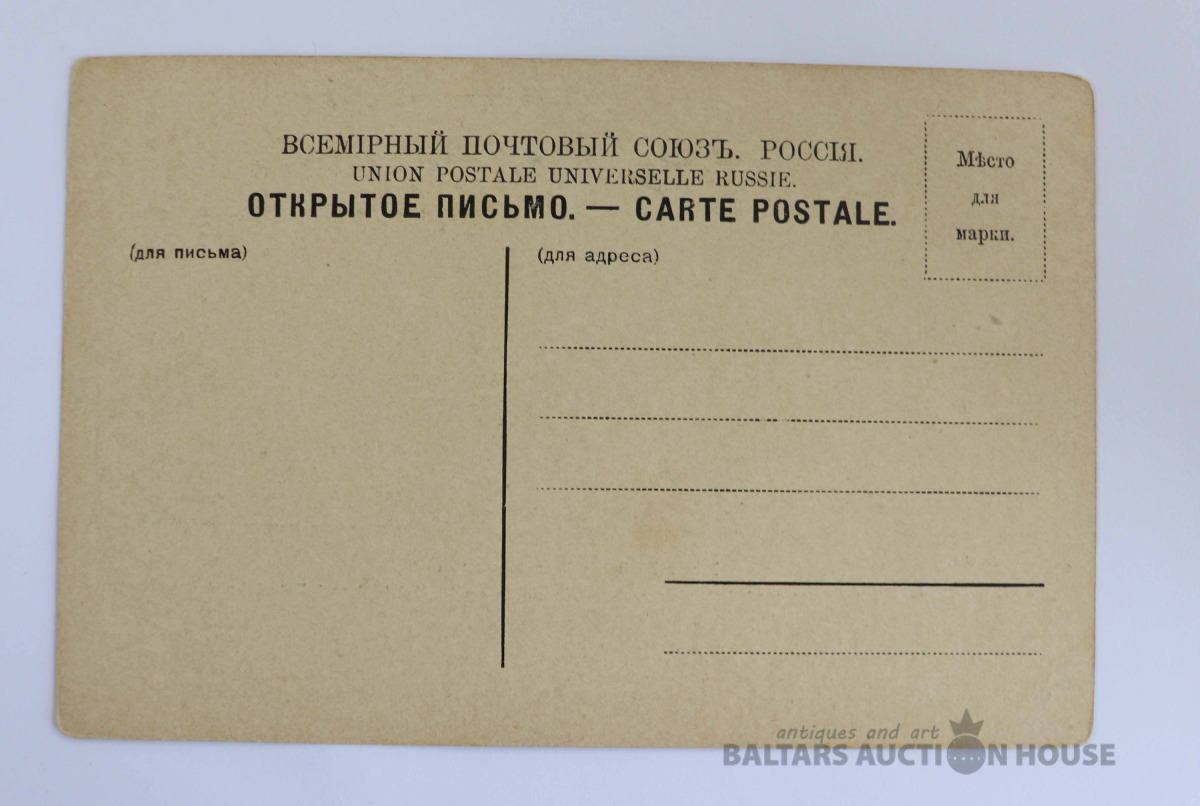 ВСЕМІРНЫЙ ПОЧТОВЫЙ СОЮЗЪ. РОССІЯ.
UNION POSTALE UNIVERSELLE RUSSIE.
ОТКРЫТОЕ ПИСЬМО. — CARTE POSTALE.
Мѣсто
для
марки.
(для письма)
(для адреса)
antiques and art
BALTARS AUCTION HOUSE